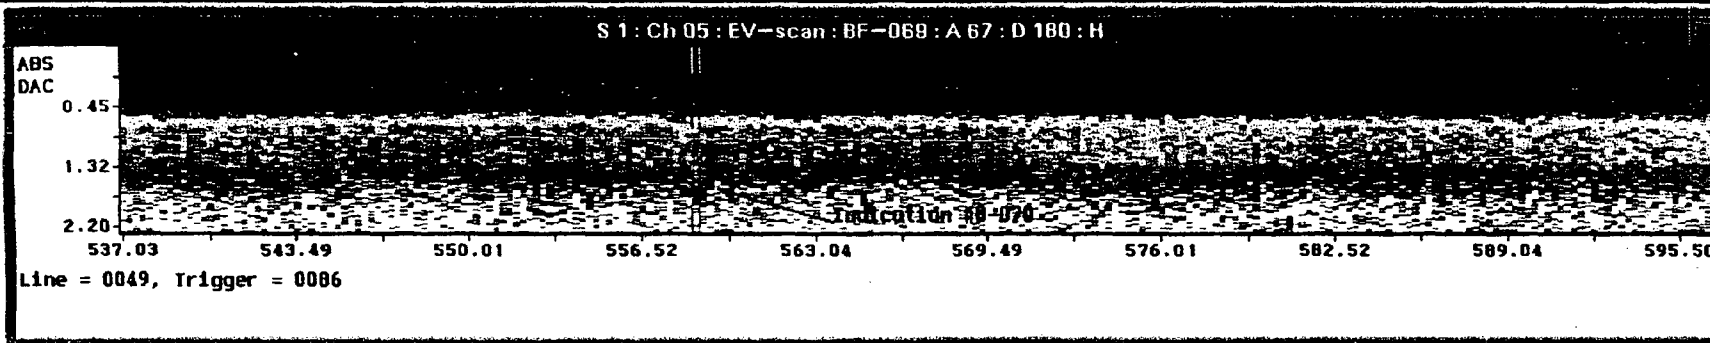 S 1 : Ch 05 : EV-scan : BF-069 : A 67 : D 180 : H
ABS
DAC
0.45
1.32
2.20
Indication
537.03 543.49 550.01 556.52 563.04 569.49 576.01 582.52 589.04 595.50
Line = 0049, Trigger = 0086